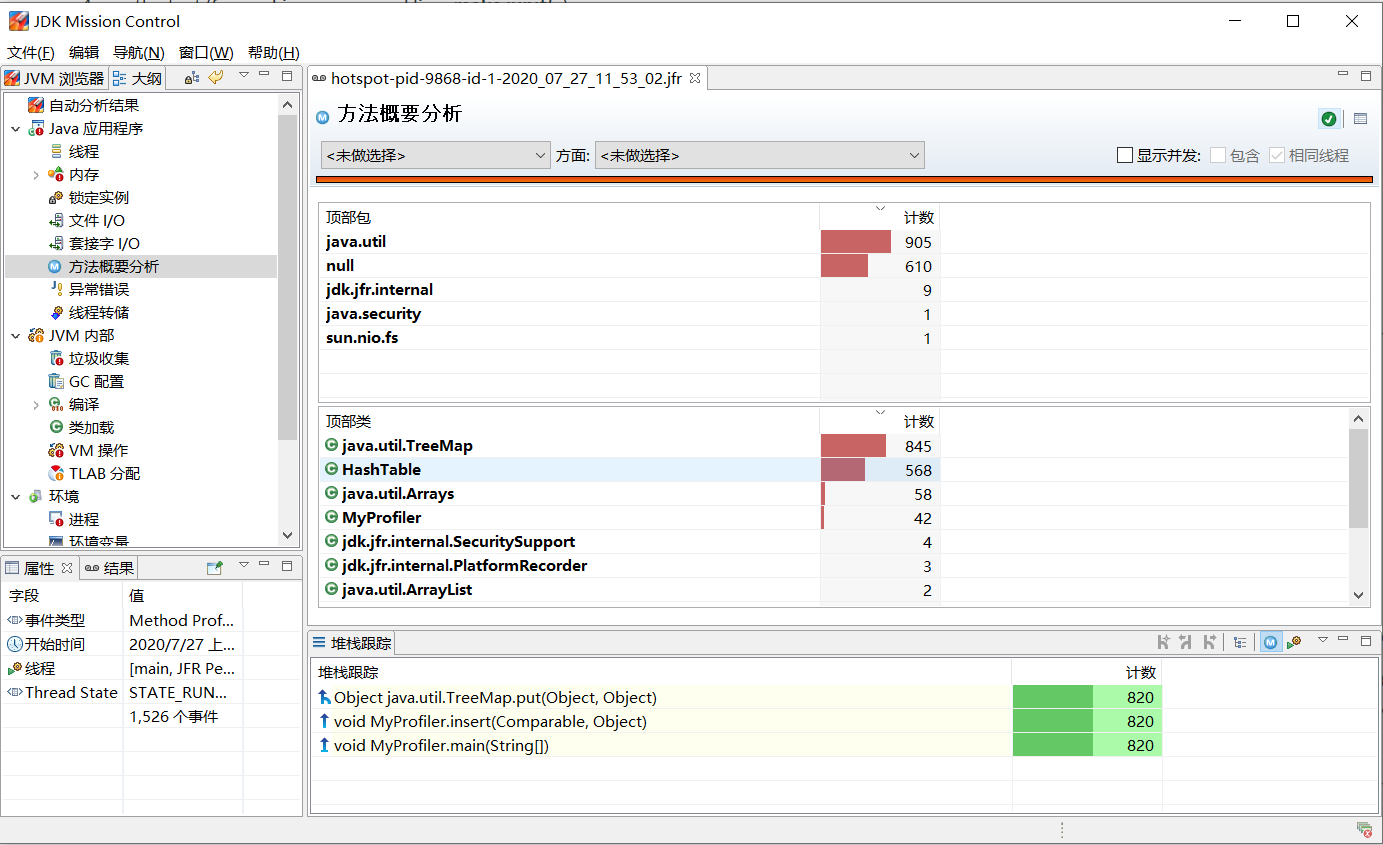 JDK Mission Control
文件(F) 编辑 导航(N) 窗口(W) 帮助(H)
JVM 浏览器 大纲
自动分析结果
Java 应用程序
线程
内存
锁定实例
文件 I/O
套接字 I/O
方法概要分析
异常错误
线程转储
JVM 内部
垃圾收集
GC 配置
编译
类加载
VM 操作
TLAB 分配
环境
进程
环境变量
属性 结果
字段 值
事件类型 Method Prof...
开始时间 2020/7/27 上...
线程 [main, JFR Pe...
Thread State STATE_RUN...
1,526 个事件
hotspot-pid-9868-id-1-2020_07_27_11_53_02.jfr
方法概要分析
<未做选择> 方面: <未做选择> 显示并发: 包含 相同线程
顶部包 计数
java.util 905
null 610
jdk.jfr.internal 9
java.security 1
sun.nio.fs 1
顶部类 计数
java.util.TreeMap 845
HashTable 568
java.util.Arrays 58
MyProfiler 42
jdk.jfr.internal.SecuritySupport 4
jdk.jfr.internal.PlatformRecorder 3
java.util.ArrayList 2
堆栈跟踪
堆栈跟踪 计数
Object java.util.TreeMap.put(Object, Object) 820
void MyProfiler.insert(Comparable, Object) 820
void MyProfiler.main(String[]) 820